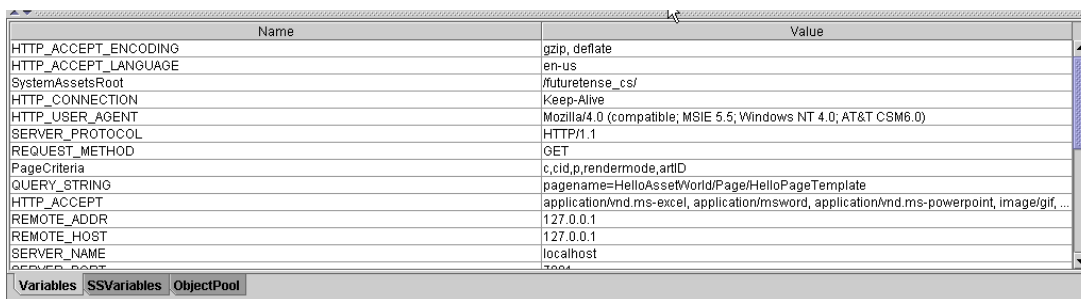 Name Value
HTTP_ACCEPT_ENCODING gzip, deflate
HTTP_ACCEPT_LANGUAGE en-us
SystemAssetsRoot /futuretense_cs/
HTTP_CONNECTION Keep-Alive
HTTP_USER_AGENT Mozilla/4.0 (compatible; MSIE 5.5; Windows NT 4.0; AT&T CSM6.0)
SERVER_PROTOCOL HTTP/1.1
REQUEST_METHOD GET
PageCriteria c,cid,p,rendermode,artID
QUERY_STRING pagename=HelloAssetWorld/Page/HelloPageTemplate
HTTP_ACCEPT application/vnd.ms-excel, application/msword, application/vnd.ms-powerpoint, image/gif, ...
REMOTE_ADDR 127.0.0.1
REMOTE_HOST 127.0.0.1
SERVER_NAME localhost
SERVER_PORT
Variables SSVariables ObjectPool